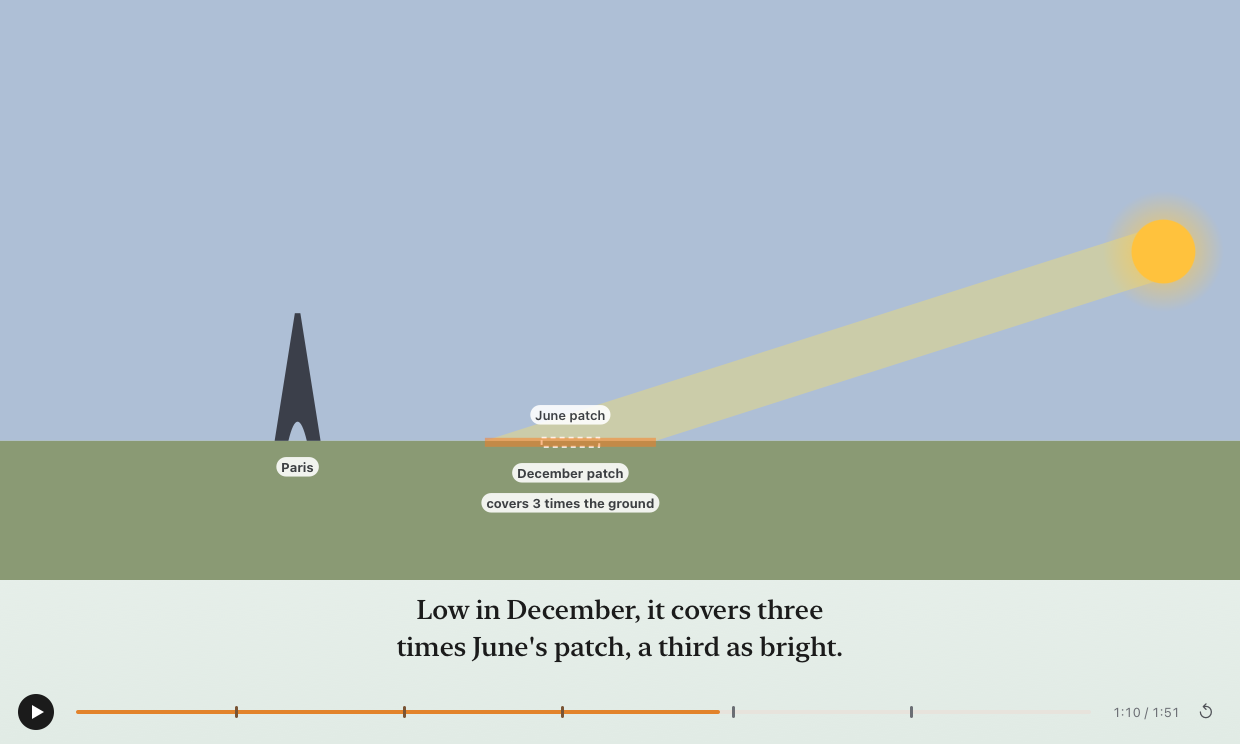 June patch
Paris
December patch
covers 3 times the ground
Low in December, it covers three
times June's patch, a third as bright.
1:10 / 1:51